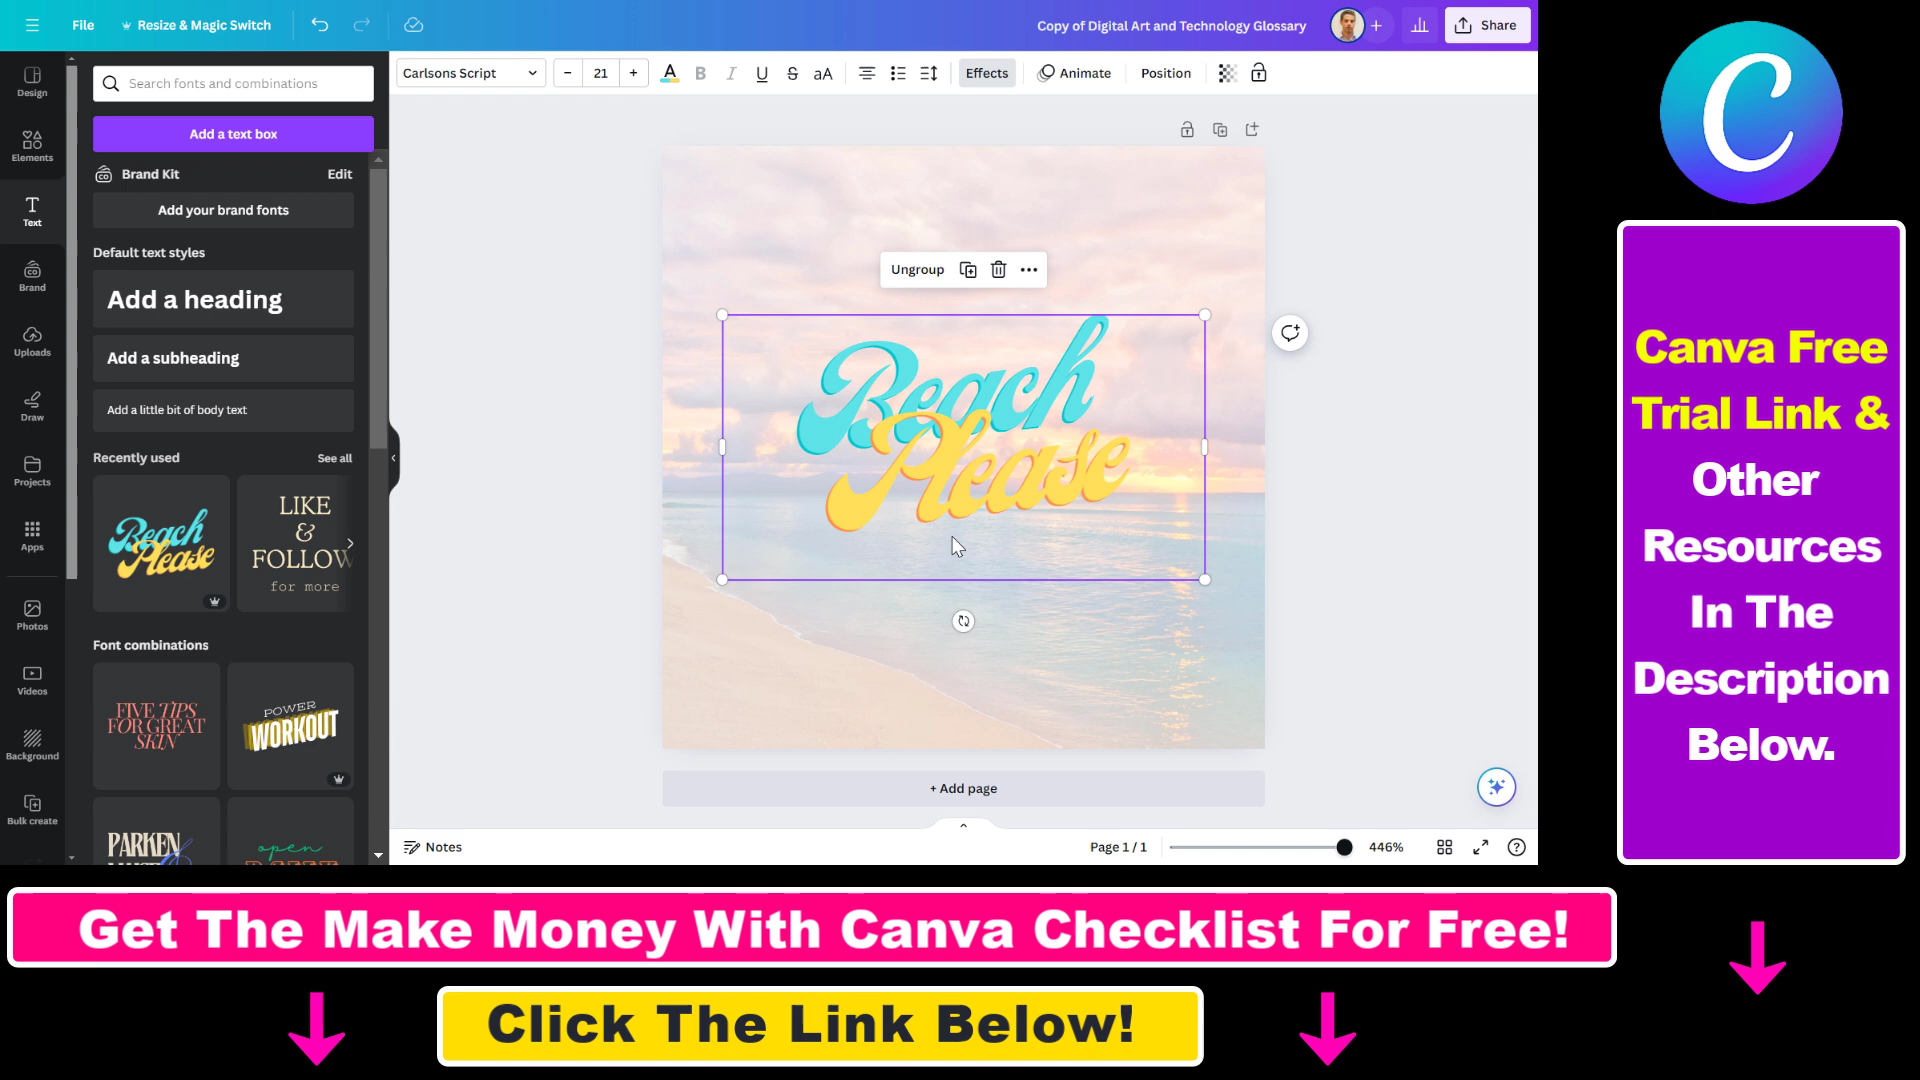 File
Resize & Magic Switch
Copy of Digital Art and Technology Glossary
Share
Carlsons Script
21
A
B
I
U
S
aA
Effects
Animate
Position
Design
Elements
Text
Brand
Uploads
Draw
Projects
Apps
Photos
Videos
Background
Bulk create
Search fonts and combinations
Add a text box
Brand Kit
Edit
Add your brand fonts
Default text styles
Add a heading
Add a subheading
Add a little bit of body text
Recently used
See all
Beach
Please
LIKE
&
FOLLOW
for more
Font combinations
FIVE TIPS
FOR GREAT
SKIN
POWER
WORKOUT
PARKEN
open
Ungroup
Beach
Please
+ Add page
Notes
Page 1 / 1
446%
C
Canva Free
Trial Link &
Other
Resources
In The
Description
Below.
Get The Make Money With Canva Checklist For Free!
Click The Link Below!